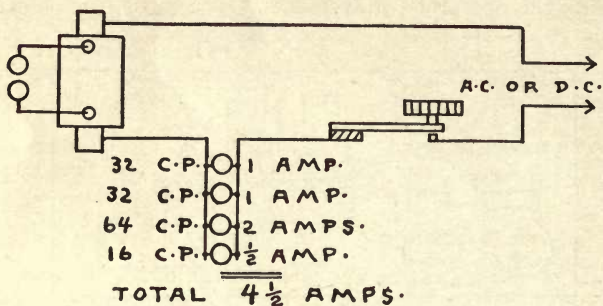 A.C. OR D.C.
32 C.P. 1 AMP.
32 C.P. 1 AMP.
64 C.P. 2 AMPS.
16 C.P. ½ AMP.
TOTAL 4½ AMPS.